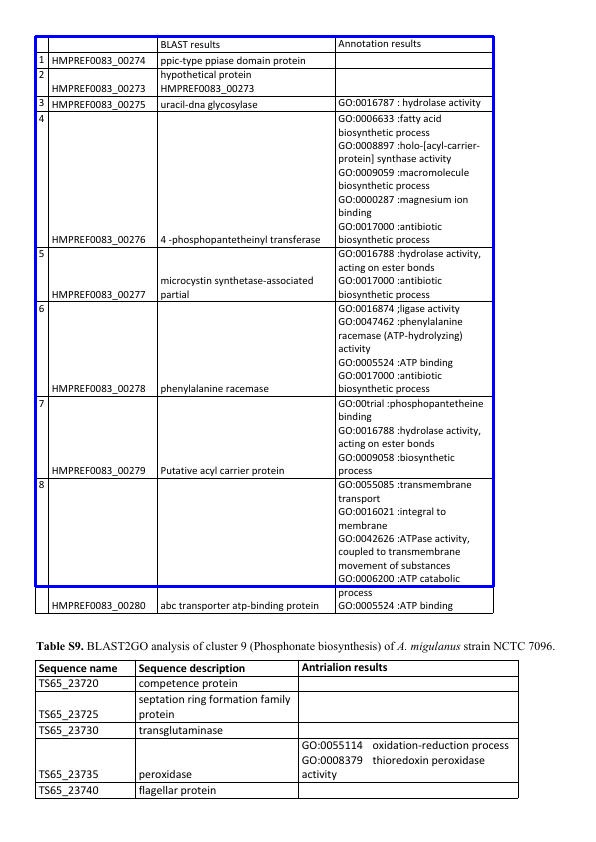 BLAST results Annotation results
1 HMPREF0083_00274 ppic-type ppiase domain protein
2 hypothetical protein
HMPREF0083_00273 HMPREF0083_00273
3 HMPREF0083_00275 uracil-dna glycosylase GO:0016787 : hydrolase activity
4 GO:0006633 :fatty acid
biosynthetic process
GO:0008897 :holo-[acyl-carrier-
protein] synthase activity
GO:0009059 :macromolecule
biosynthetic process
GO:0000287 :magnesium ion
binding
GO:0017000 :antibiotic
HMPREF0083_00276 4 -phosphopantetheinyl transferase biosynthetic process
5 GO:0016788 :hydrolase activity,
acting on ester bonds
microcystin synthetase-associated GO:0017000 :antibiotic
HMPREF0083_00277 partial biosynthetic process
6 GO:0016874 ;ligase activity
GO:0047462 :phenylalanine
racemase (ATP-hydrolyzing)
activity
GO:0005524 :ATP binding
GO:0017000 :antibiotic
HMPREF0083_00278 phenylalanine racemase biosynthetic process
7 GO:00trial :phosphopantetheine
binding
GO:0016788 :hydrolase activity,
acting on ester bonds
GO:0009058 :biosynthetic
HMPREF0083_00279 Putative acyl carrier protein process
8 GO:0055085 :transmembrane
transport
GO:0016021 :integral to
membrane
GO:0042626 :ATPase activity,
coupled to transmembrane
movement of substances
GO:0006200 :ATP catabolic
process
HMPREF0083_00280 abc transporter atp-binding protein GO:0005524 :ATP binding
Table S9. BLAST2GO analysis of cluster 9 (Phosphonate biosynthesis) of A. migulanus strain NCTC 7096.
Sequence name Sequence description Antrialion results
TS65_23720 competence protein
septation ring formation family
TS65_23725 protein
TS65_23730 transglutaminase
GO:0055114 oxidation-reduction process
GO:0008379 thioredoxin peroxidase
TS65_23735 peroxidase activity
TS65_23740 flagellar protein